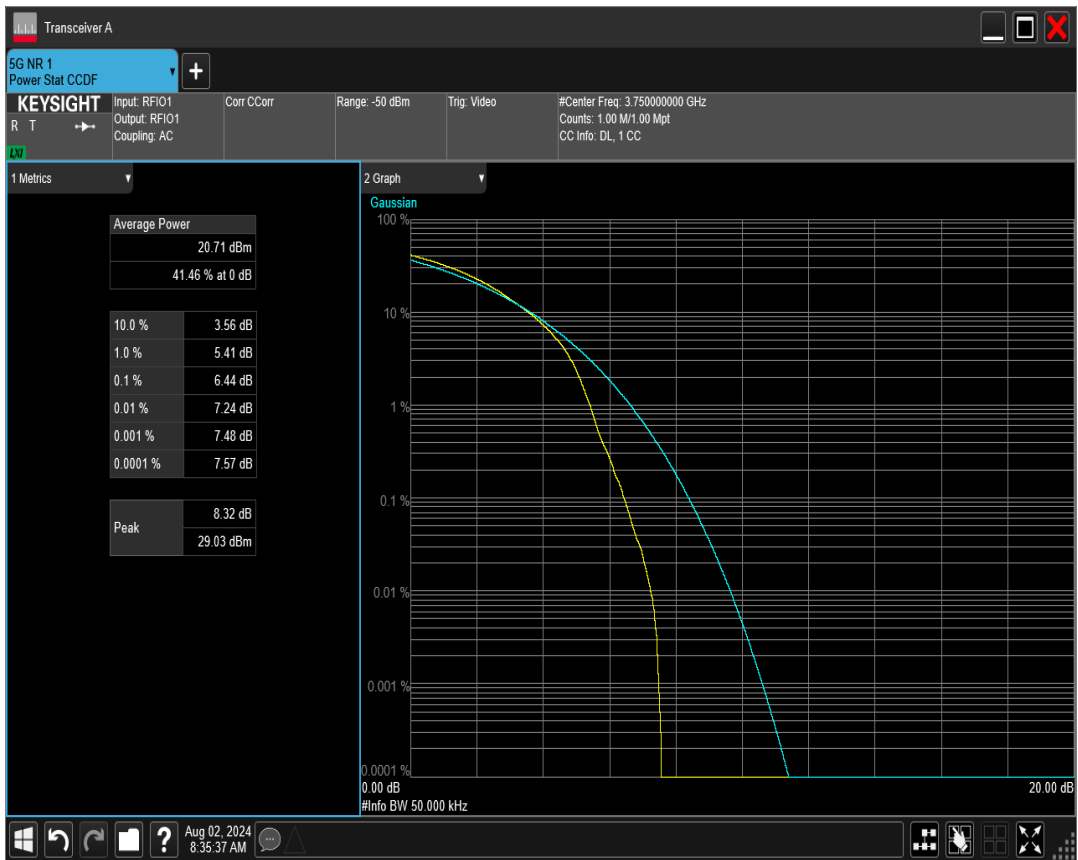 Transceiver A
5G NR 1
Power Stat CCDF
KEYSIGHT
R T
LXI
Input: RFIO1
Output: RFIO1
Coupling: AC
Corr CCorr
Range: -50 dBm
Trig: Video
#Center Freq: 3.750000000 GHz
Counts: 1.00 M/1.00 Mpt
CC Info: DL, 1 CC
1 Metrics
Average Power
20.71 dBm
41.46 % at 0 dB
10.0 % 3.56 dB
1.0 % 5.41 dB
0.1 % 6.44 dB
0.01 % 7.24 dB
0.001 % 7.48 dB
0.0001 % 7.57 dB
Peak
8.32 dB
29.03 dBm
2 Graph
Gaussian
100 %
10 %
1 %
0.1 %
0.01 %
0.001 %
0.0001 %
0.00 dB 20.00 dB
#Info BW 50.000 kHz
?
Aug 02, 2024
8:35:37 AM